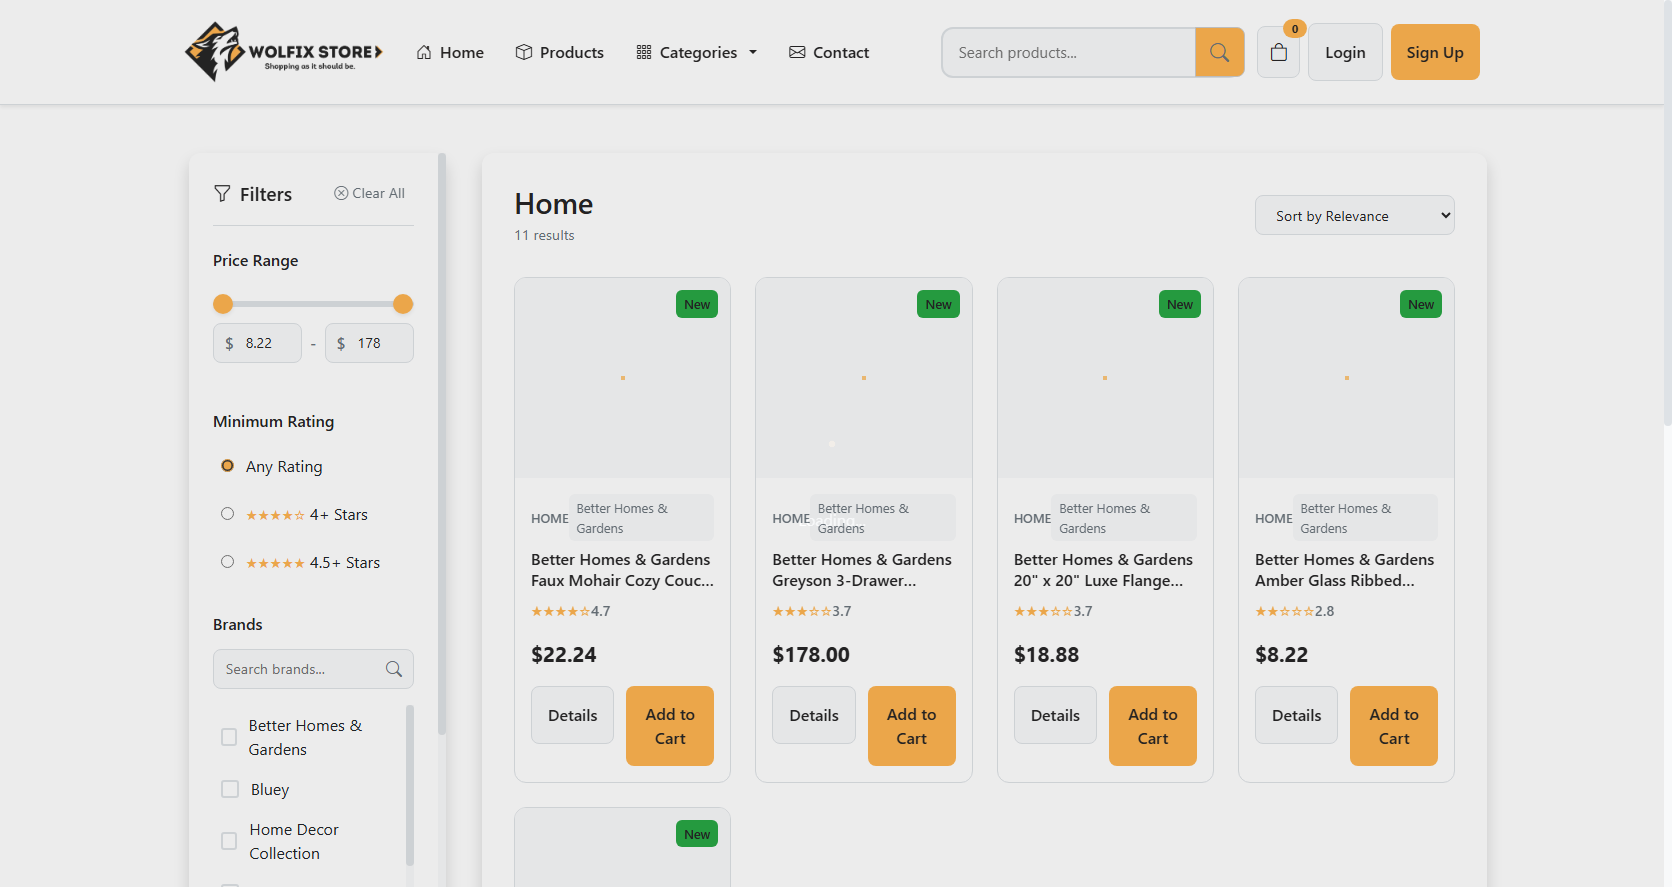 WOLFIX STORE
Shopping as it should be.
Home
Products
Categories
Contact
Search products...
0
Login
Sign Up
Filters
Clear All
Price Range
$ 8.22 - $ 178
Minimum Rating
Any Rating
★★★★☆ 4+ Stars
★★★★★ 4.5+ Stars
Brands
Search brands...
Better Homes &
Gardens
Bluey
Home Decor
Collection
Home
11 results
Sort by Relevance
New
HOME
Better Homes &
Gardens
Better Homes & Gardens
Faux Mohair Cozy Couc...
★★★★☆4.7
$22.24
Details
Add to
Cart
New
HOME
Better Homes &
Gardens
Better Homes & Gardens
Greyson 3-Drawer...
★★★☆☆3.7
$178.00
Details
Add to
Cart
New
HOME
Better Homes &
Gardens
Better Homes & Gardens
20" x 20" Luxe Flange...
★★★☆☆3.7
$18.88
Details
Add to
Cart
New
HOME
Better Homes &
Gardens
Better Homes & Gardens
Amber Glass Ribbed...
★★☆☆☆2.8
$8.22
Details
Add to
Cart
New